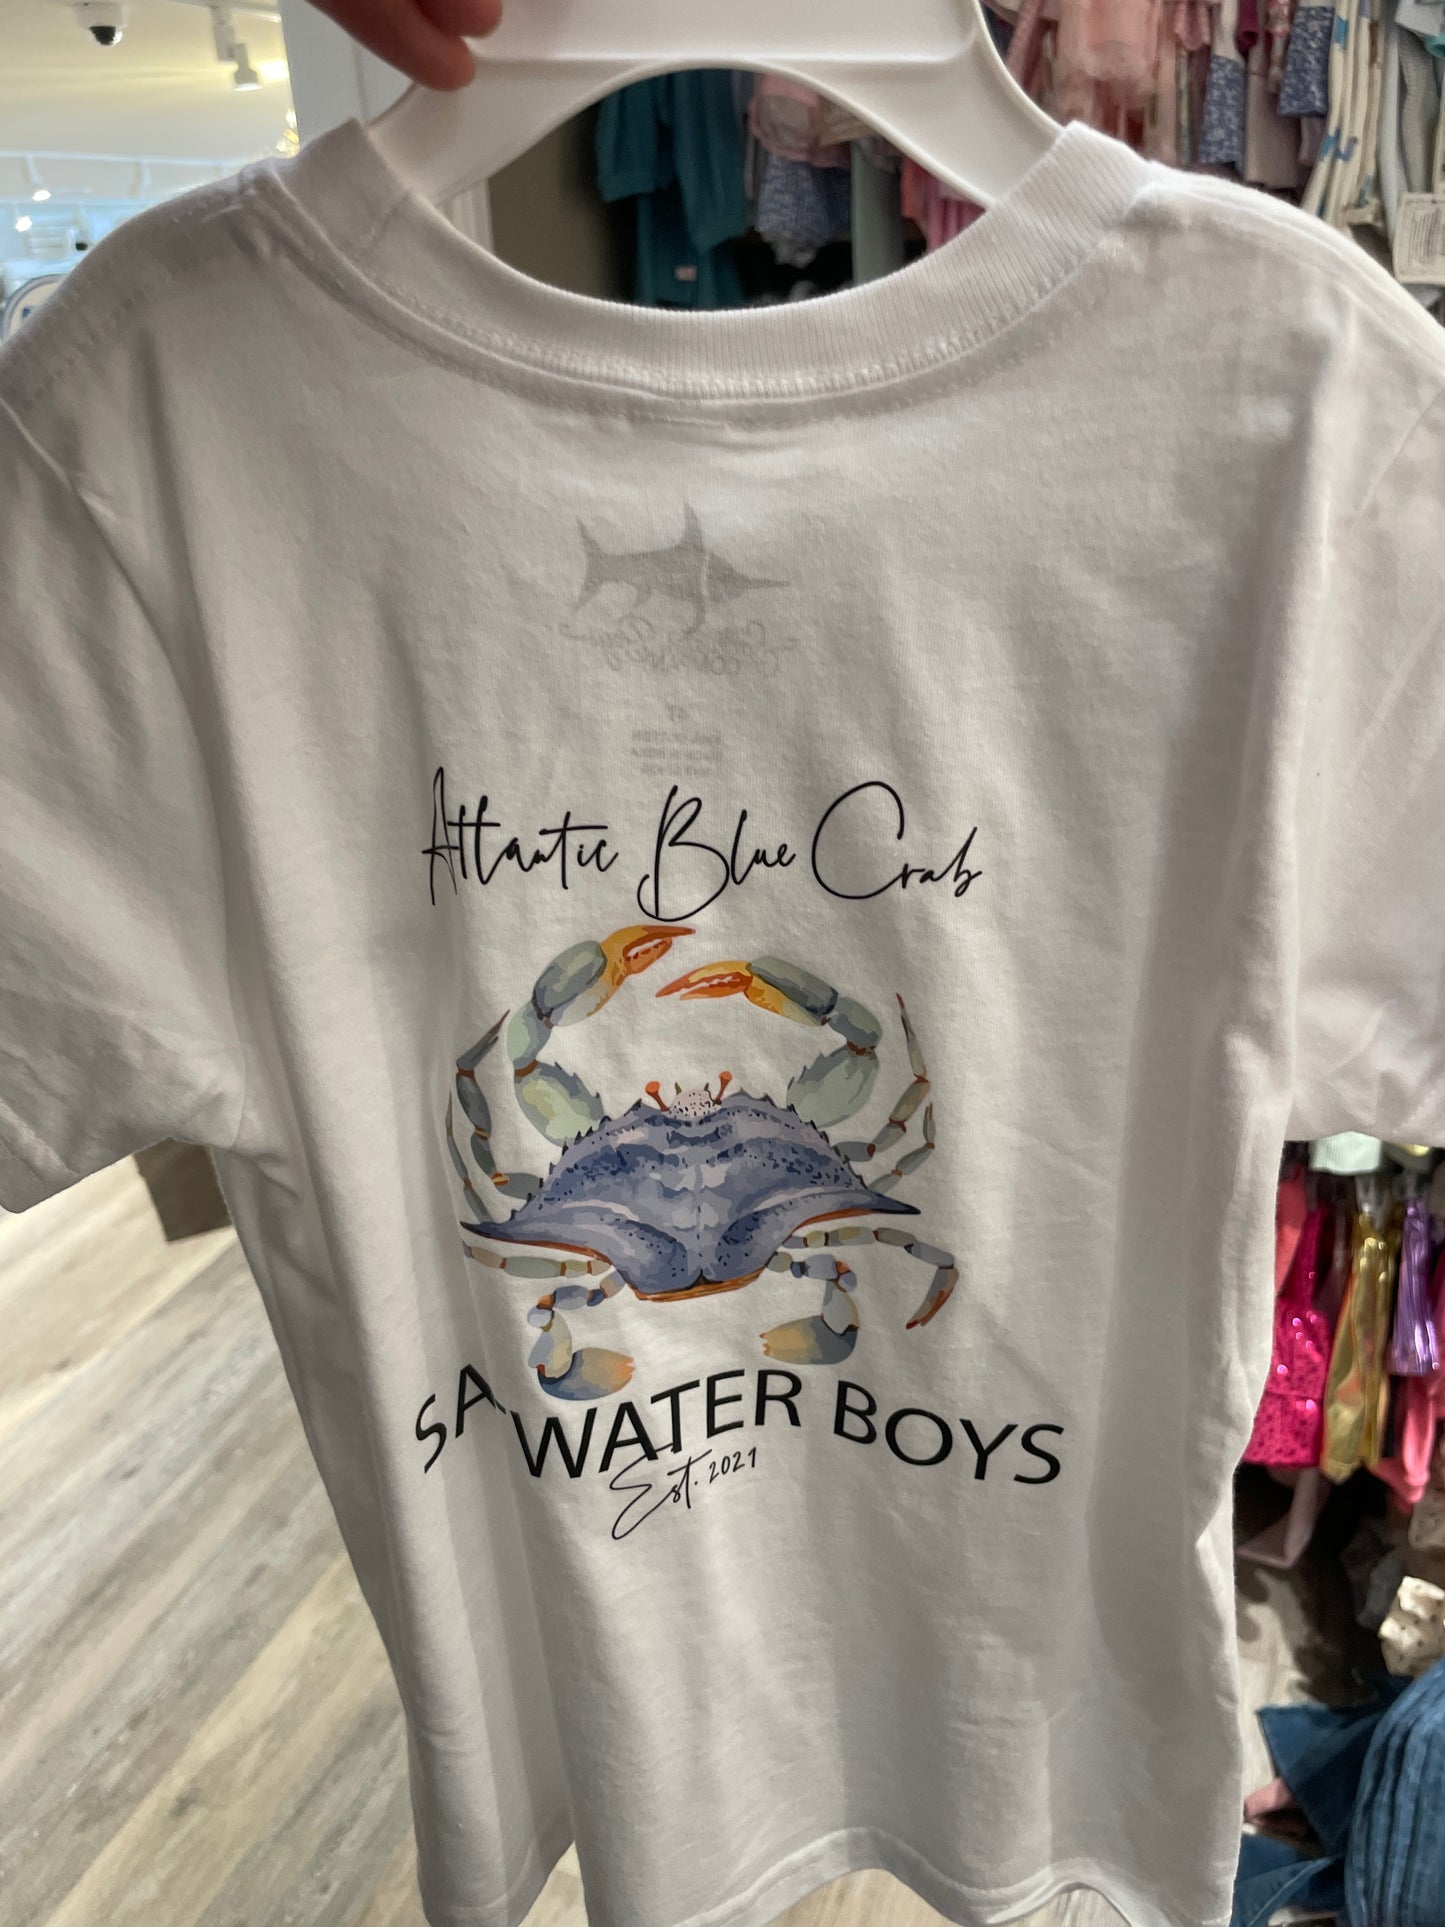 Atlantic Blue Crab
SA WATER BOYS
Est. 2021